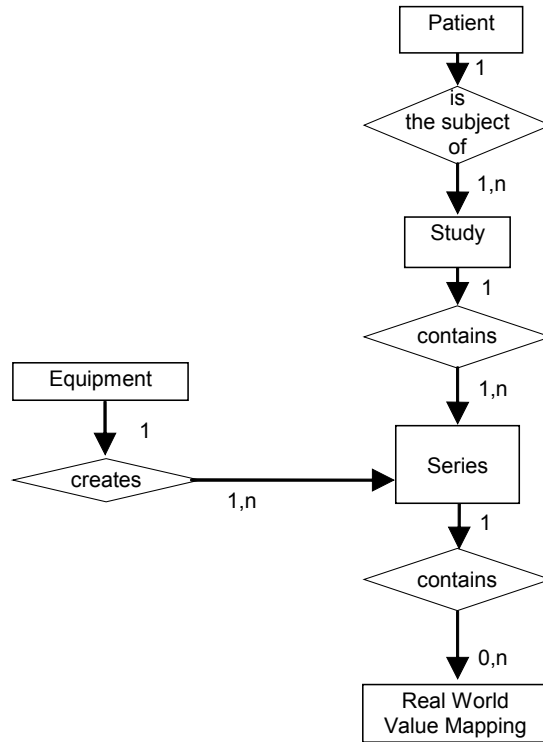 Patient
1
is
the subject
of
1,n
Study
1
contains
1,n
Equipment
1
creates
1,n
Series
1
contains
0,n
Real World
Value Mapping